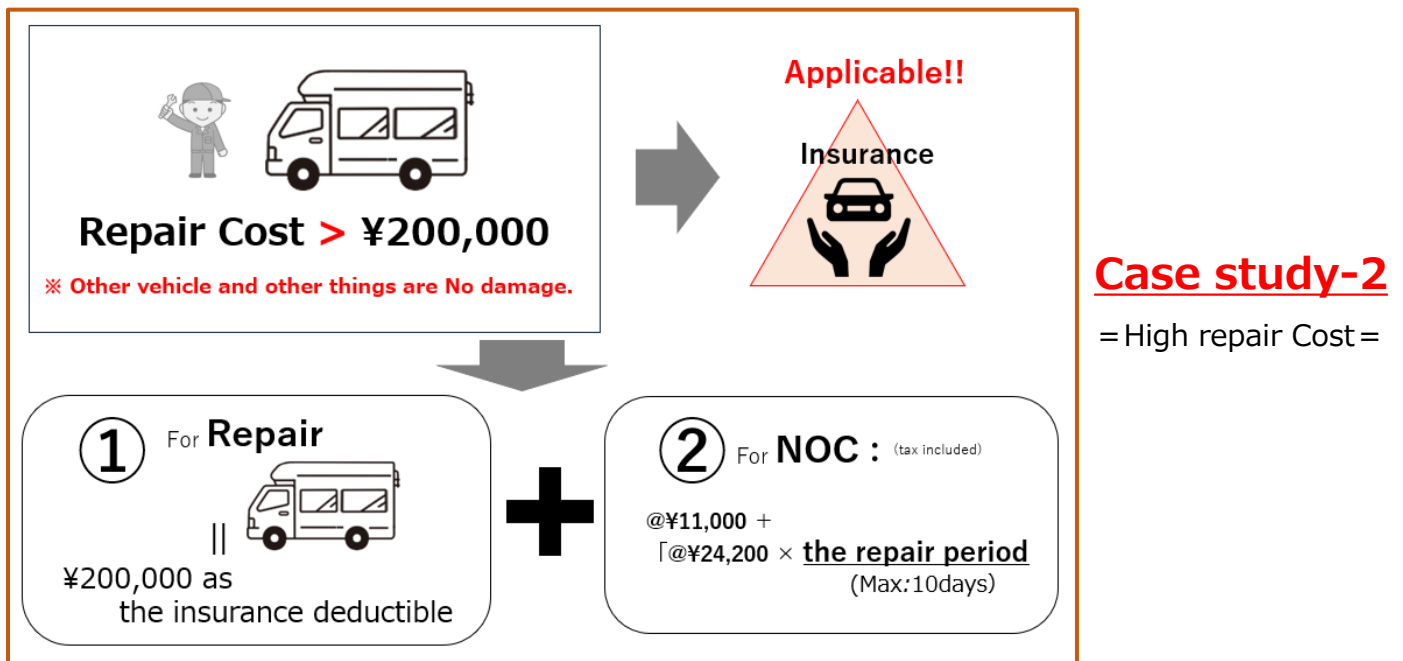 Applicable!!
Insurance
Repair Cost > ¥200,000
※ Other vehicle and other things are No damage.
Case study-2
=High repair Cost=
① For Repair
||
¥200,000 as
the insurance deductible
+
② For NOC : (tax included)
@¥11,000 +
「@¥24,200 × the repair period
(Max:10days)